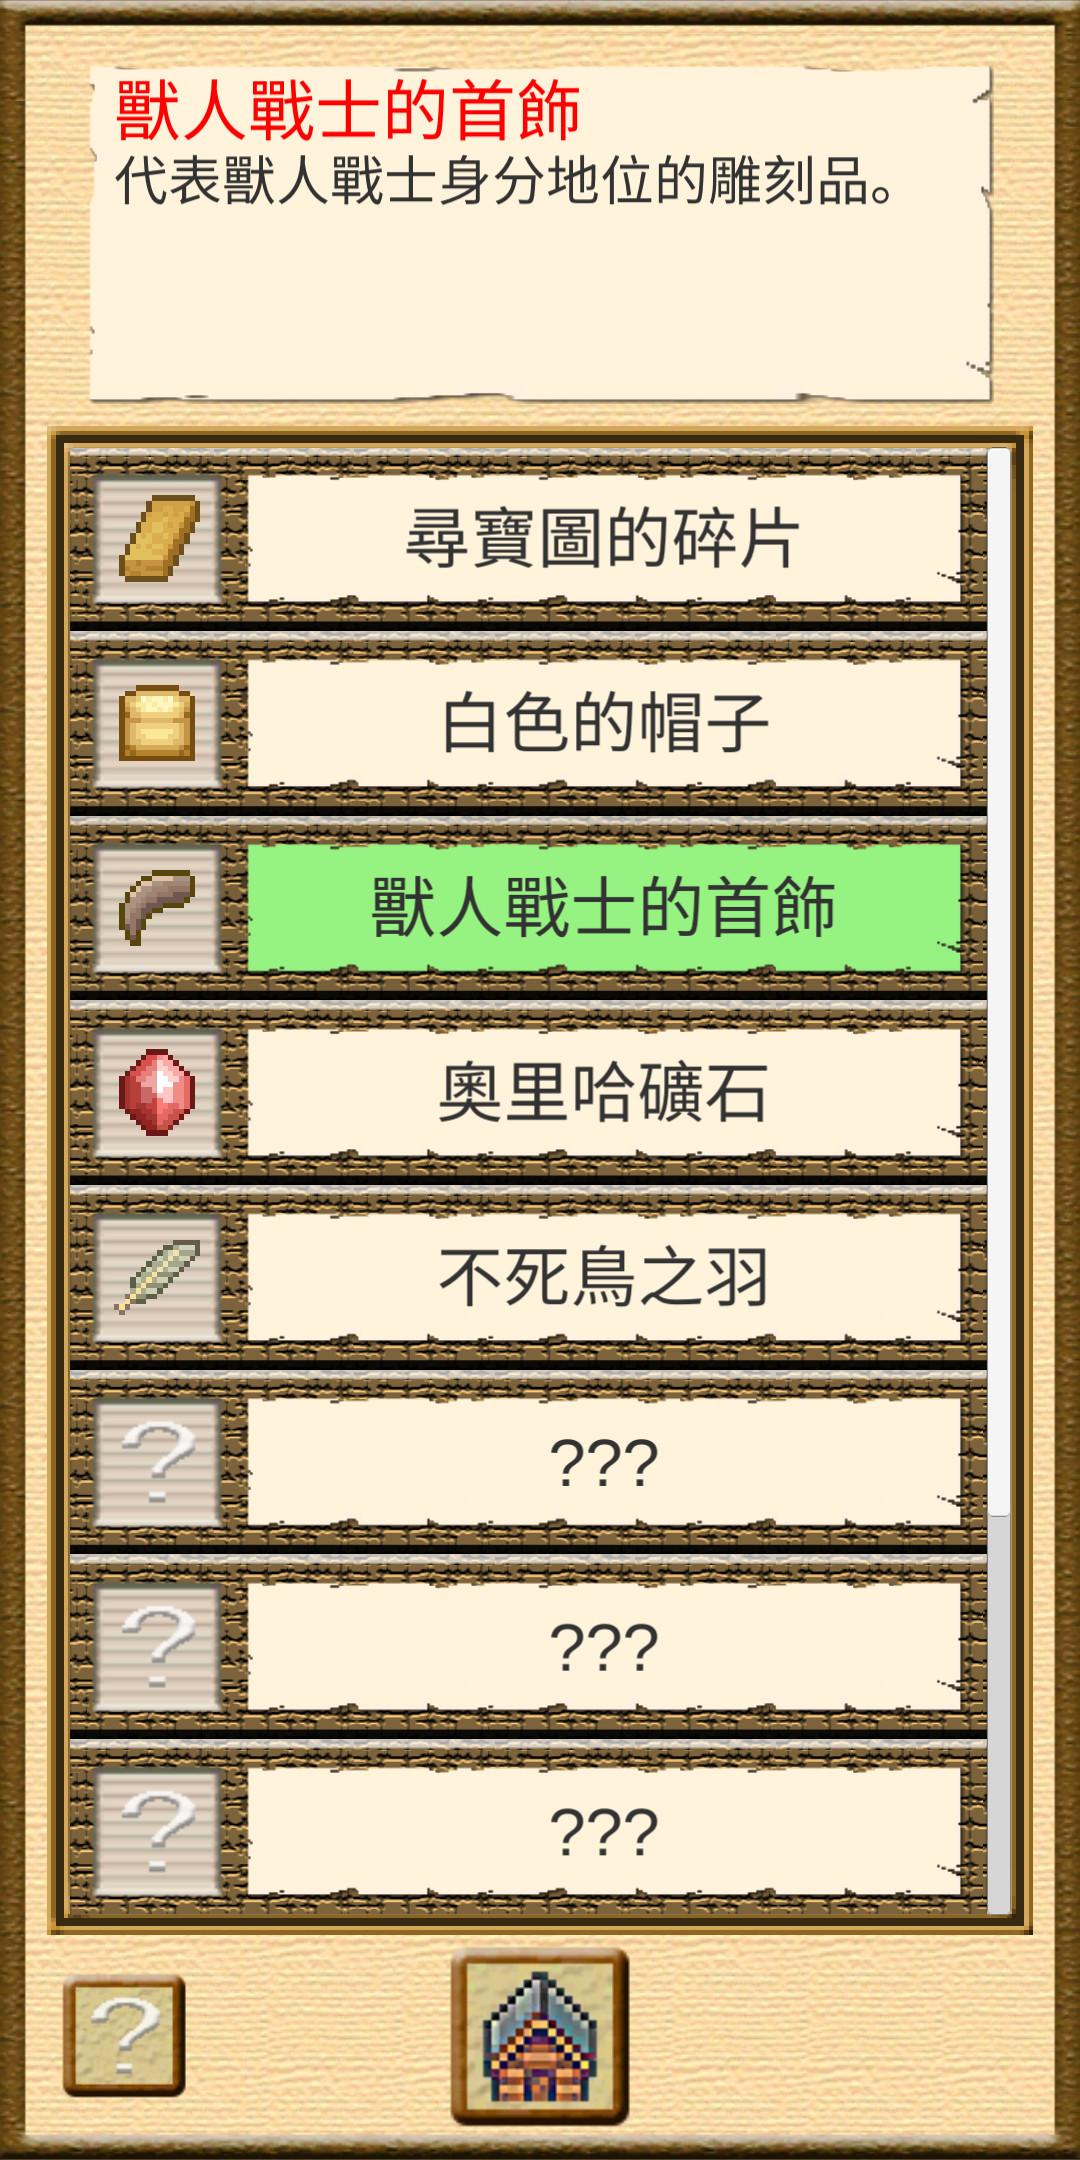 獸人戰士的首飾
代表獸人戰士身分地位的雕刻品。
尋寶圖的碎片
白色的帽子
獸人戰士的首飾
奧里哈礦石
不死鳥之羽
???
???
???